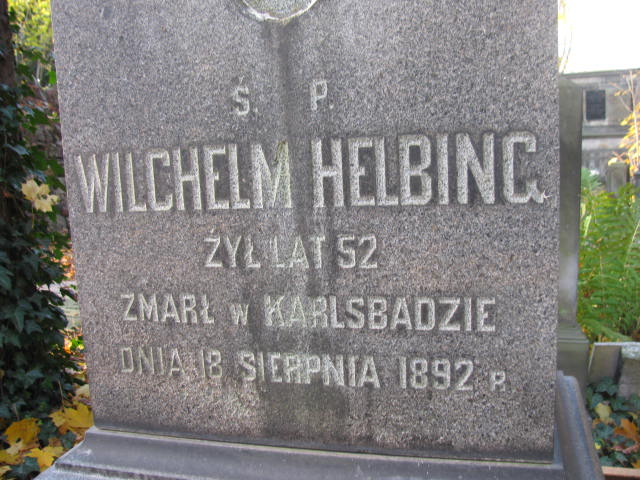 Ś. P.
WILCHELM HELBING
ŻYŁ LAT 52
ZMARŁ W KARLSBADZIE
DNIA 18 SIERPNIA 1892 R